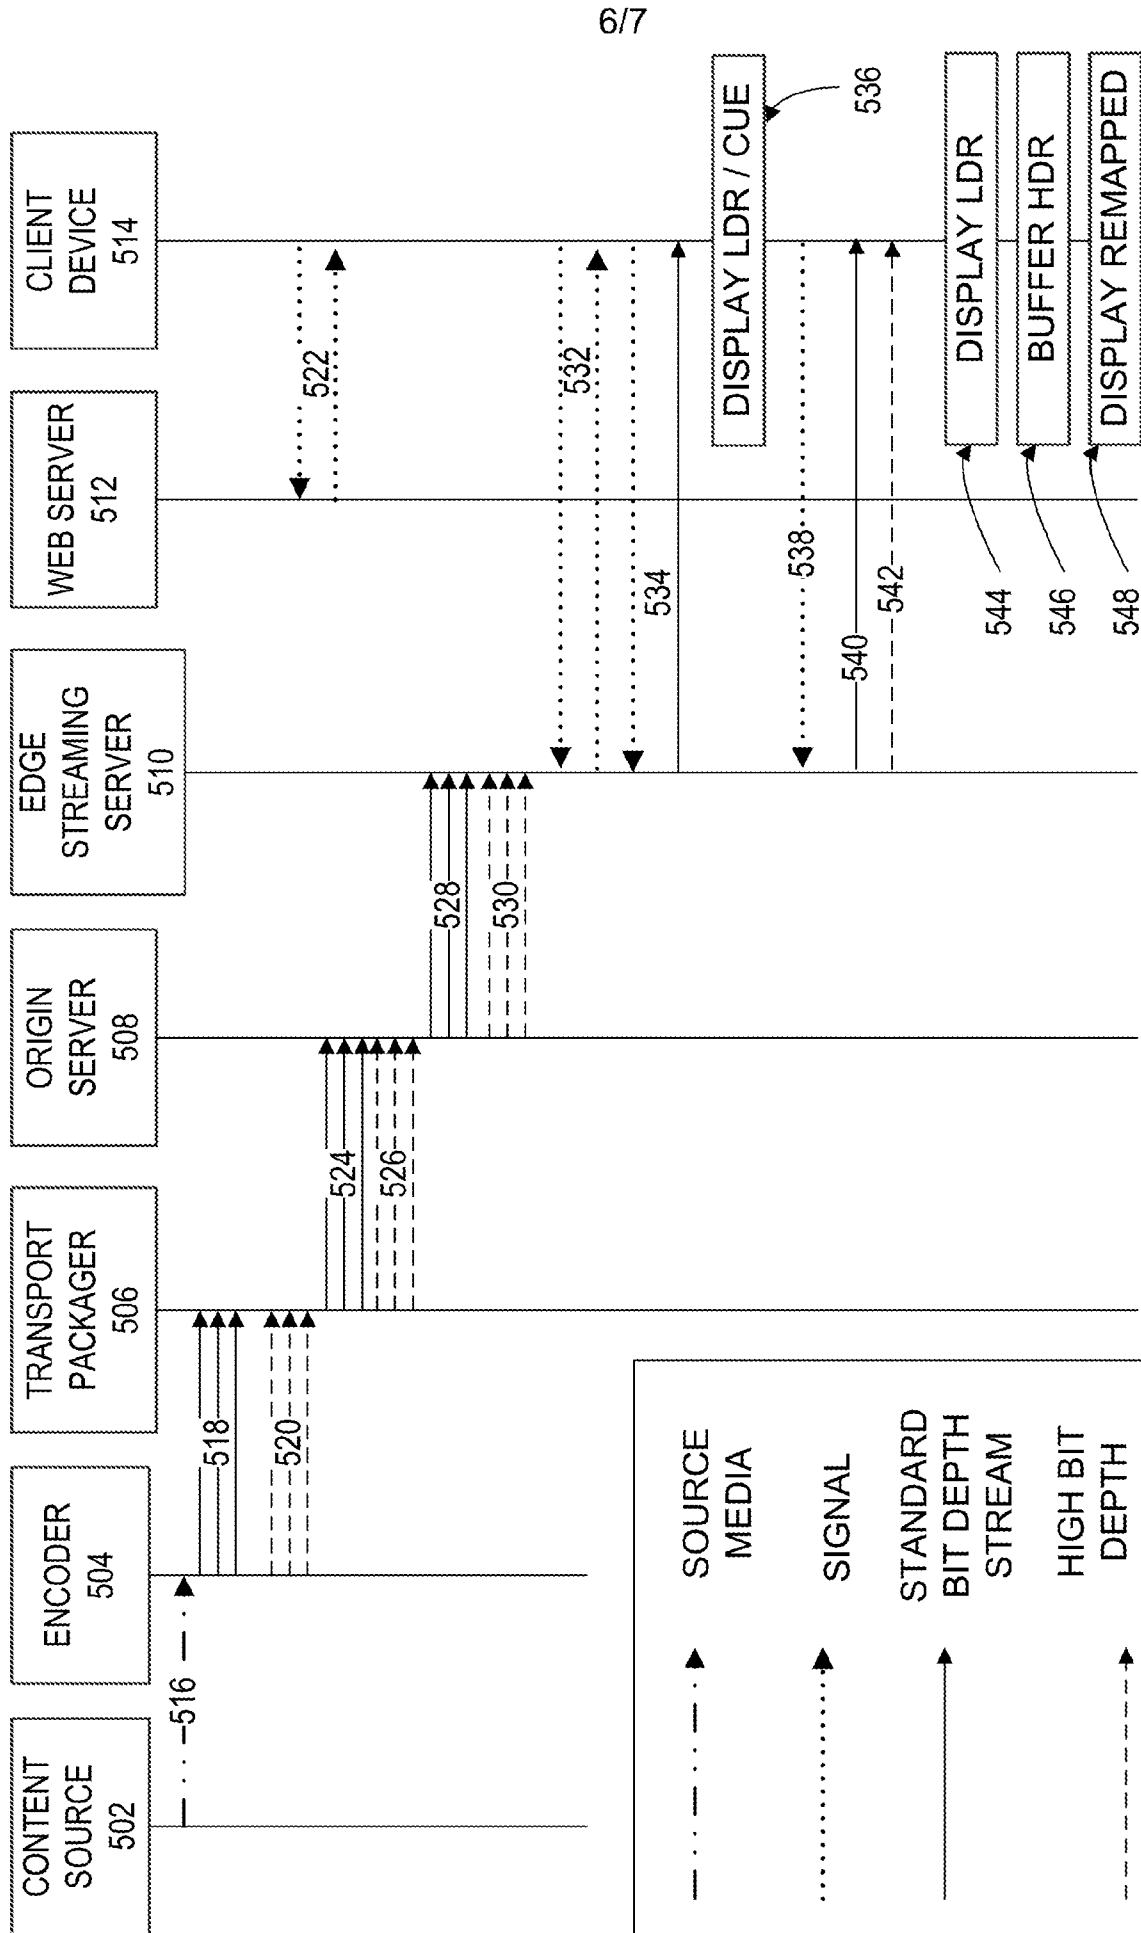 6/7
CONTENT
SOURCE
502
ENCODER
504
TRANSPORT
PACKAGER
506
ORIGIN
SERVER
508
EDGE
STREAMING
SERVER
510
WEB SERVER
512
CLIENT
DEVICE
514
516
518
520
522
524
526
528
530
532
534
DISPLAY LDR / CUE
536
538
540
542
DISPLAY LDR
544
BUFFER HDR
546
DISPLAY REMAPPED
548
SOURCE
MEDIA
SIGNAL
STANDARD
BIT DEPTH
STREAM
HIGH BIT
DEPTH